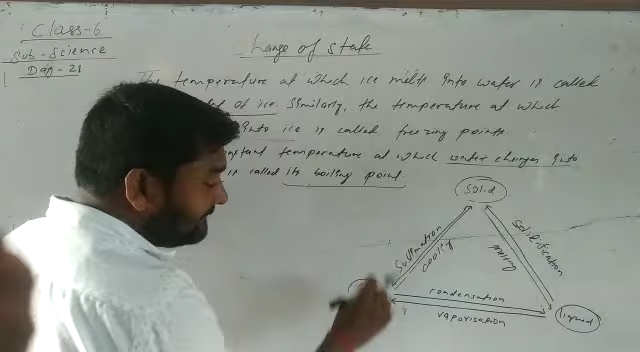 Class-6
Sub-Science
Day-21
Change of state
The temperature at which ice melts into water is called
of ice. Similarly, the temperature at which
into ice is called freezing points.
constant temperature at which water changes into
is called its boiling point.
Solid
Sublimation
cooling
Solidification
condensation
vaporisation
liquid